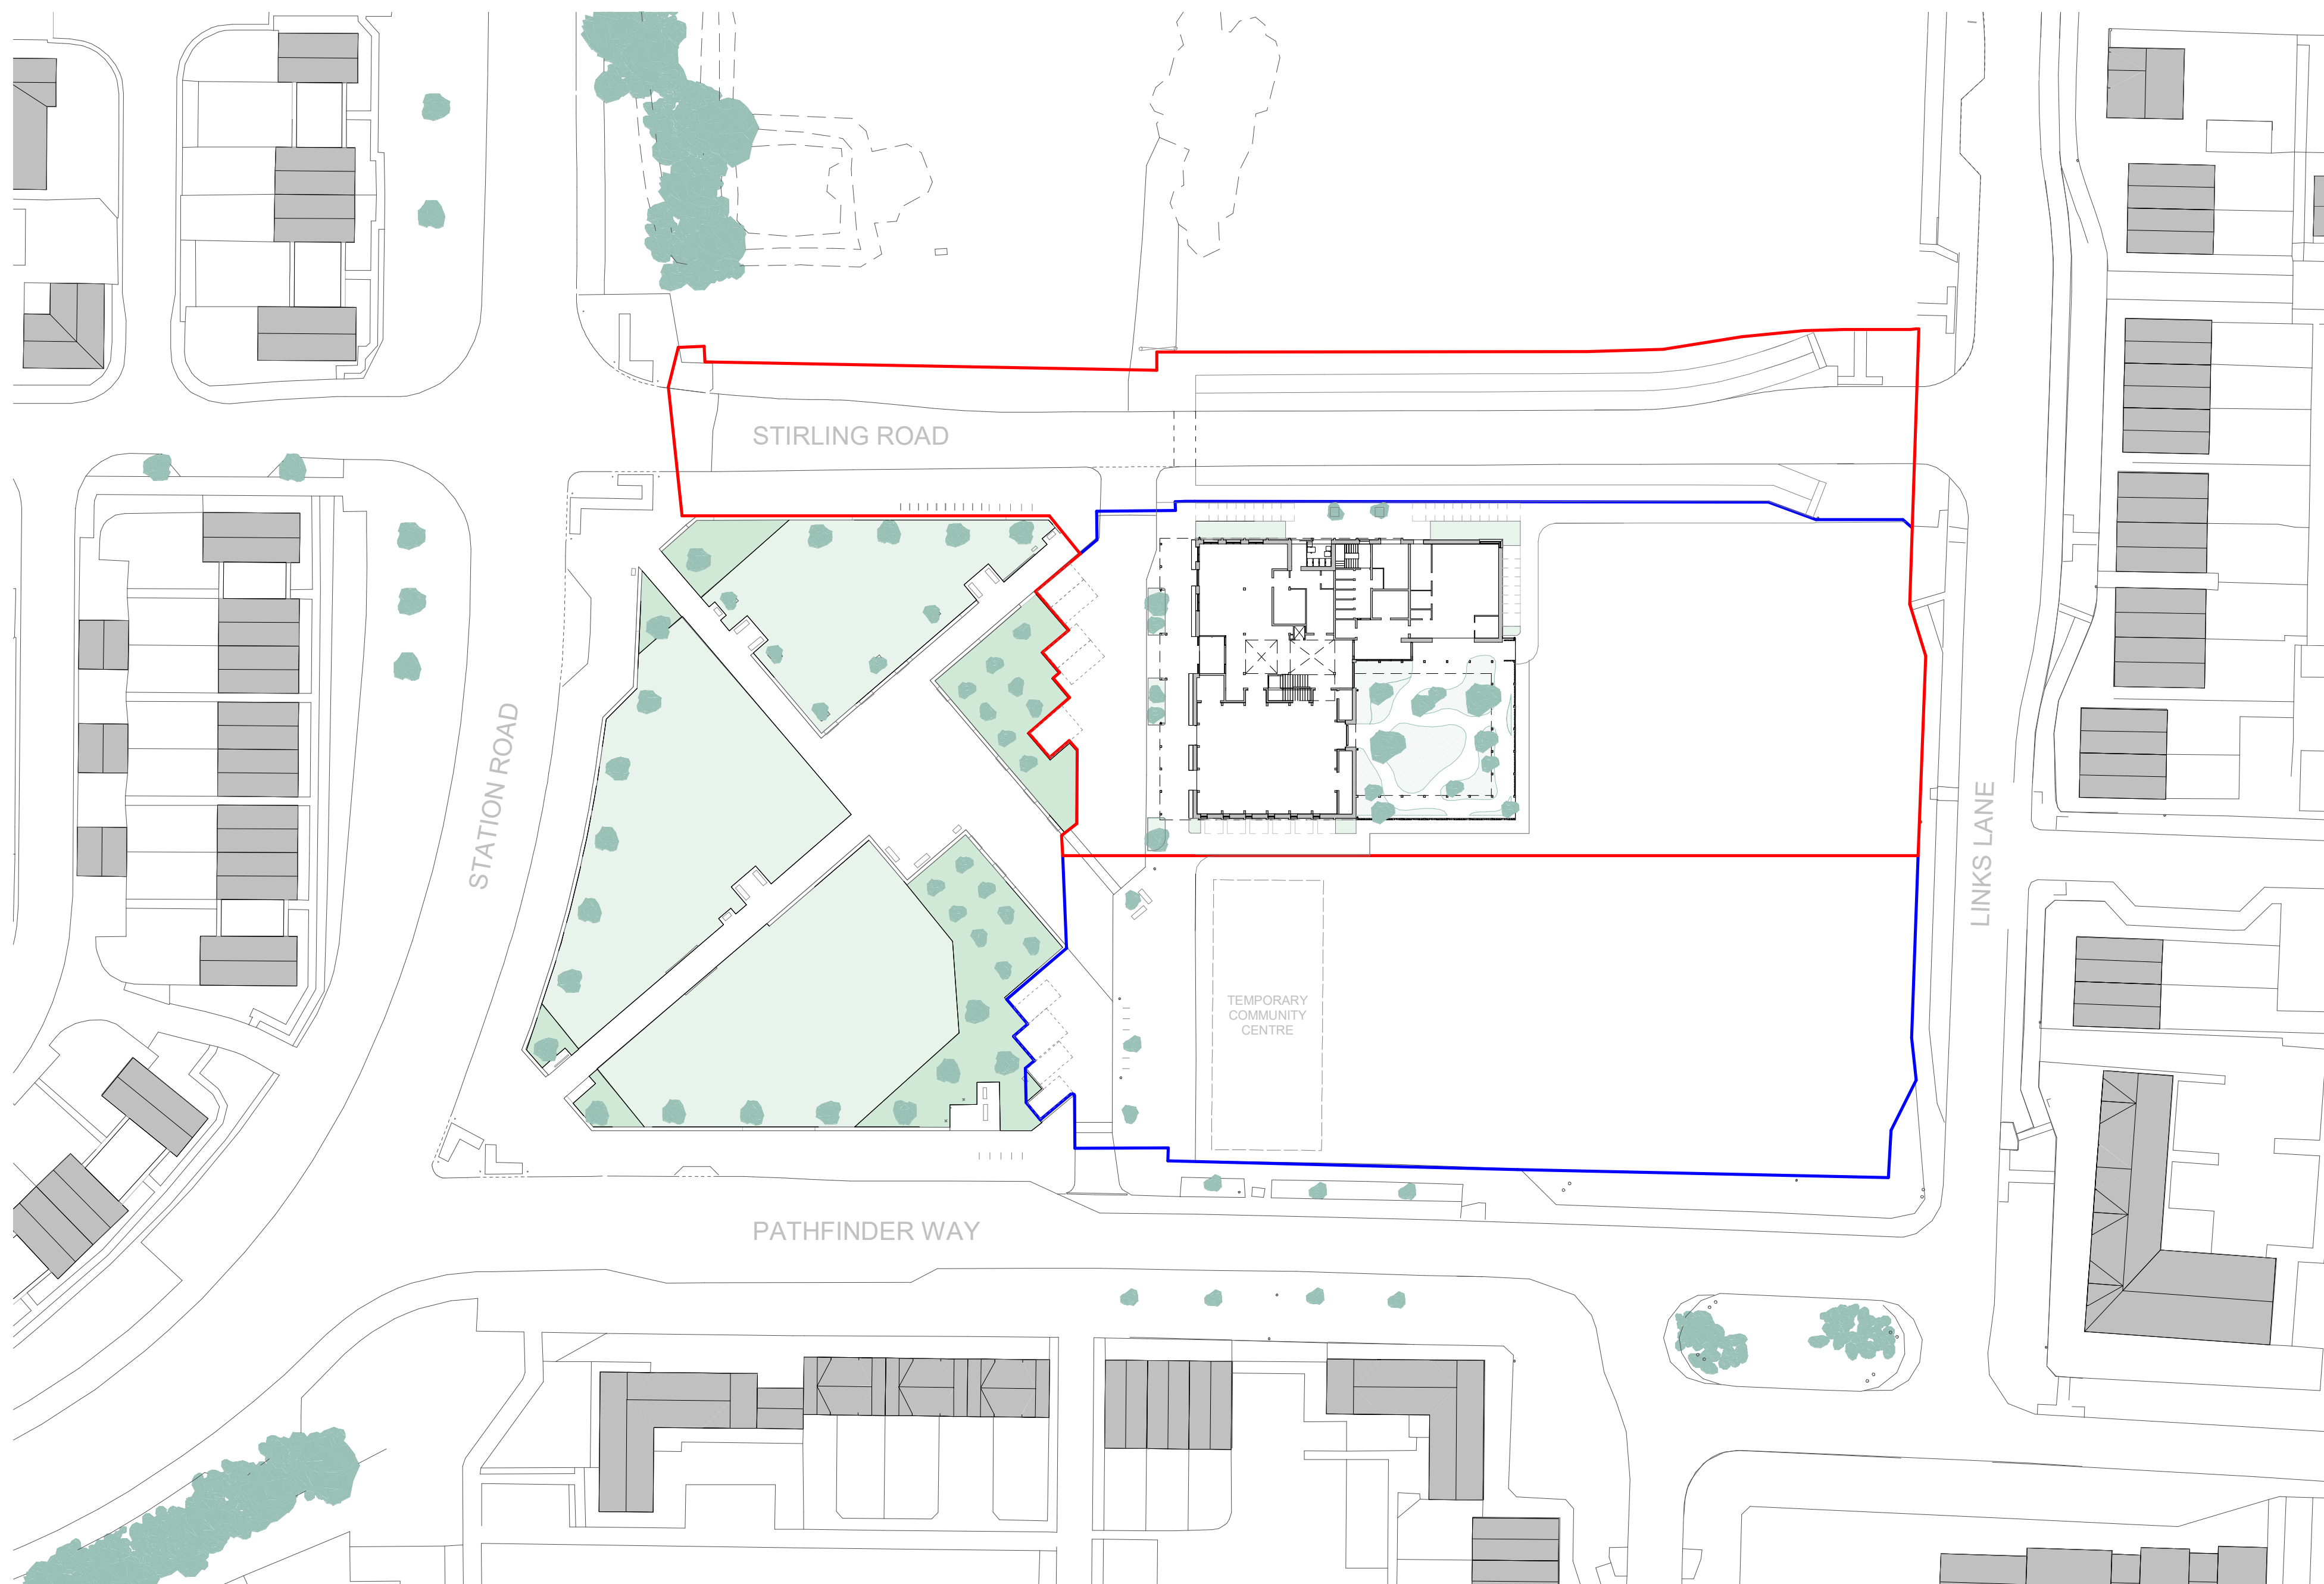 STIRLING ROAD
STATION ROAD
LINKS LANE
TEMPORARY
COMMUNITY
CENTRE
PATHFINDER WAY